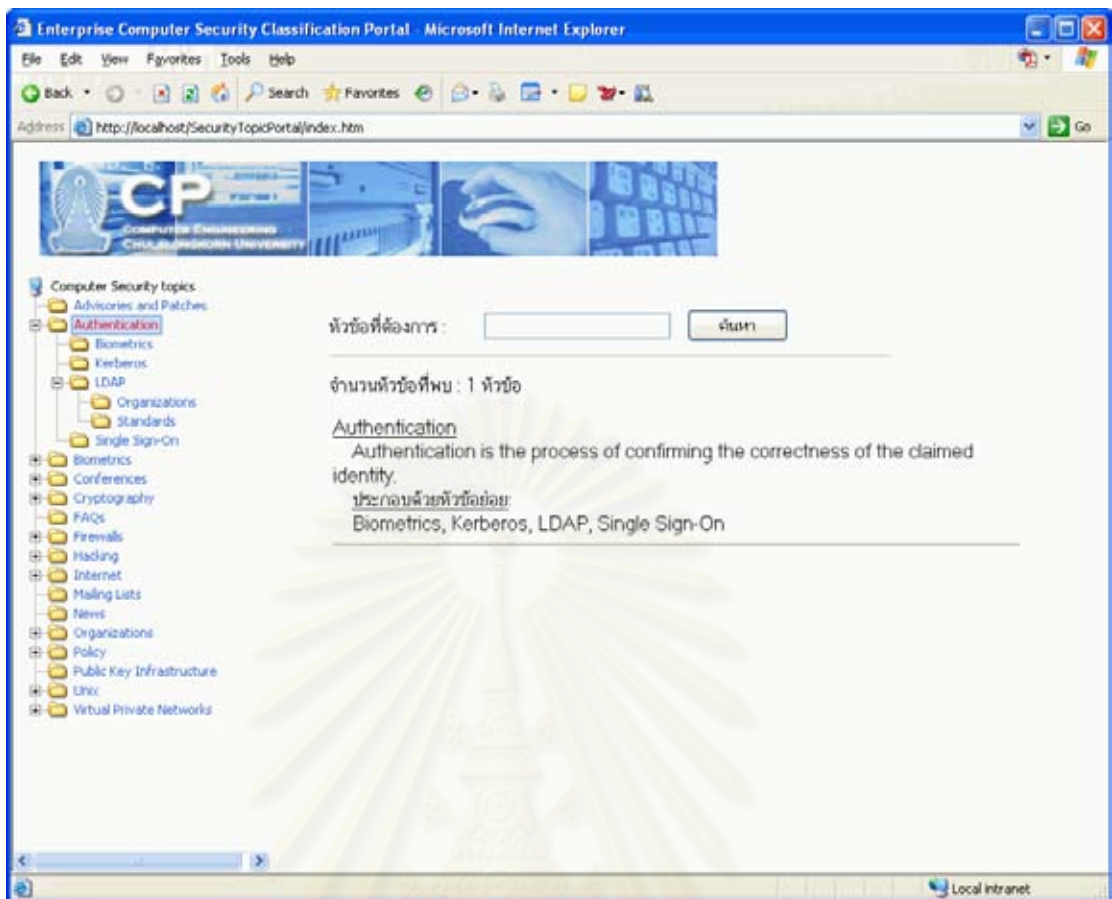 Enterprise Computer Security Classification Portal - Microsoft Internet Explorer
File Edit View Favorites Tools Help
Back Search Favorites
Address http://localhost/SecurityTopicPortal/index.htm Go
CP
COMPUTER ENGINEERING
CHULALONGKORN UNIVERSITY
Computer Security topics
Advisories and Patches
Authentication
Biometrics
Kerberos
LDAP
Organizations
Standards
Single Sign-On
Biometrics
Conferences
Cryptography
FAQs
Firewalls
Hacking
Internet
Mailing Lists
News
Organizations
Policy
Public Key Infrastructure
Unix
Virtual Private Networks
หัวข้อที่ต้องการ : ค้นหา
จำนวนหัวข้อที่พบ : 1 หัวข้อ
Authentication
Authentication is the process of confirming the correctness of the claimed
identity.
ประกอบด้วยหัวข้อย่อย:
Biometrics, Kerberos, LDAP, Single Sign-On
Local intranet